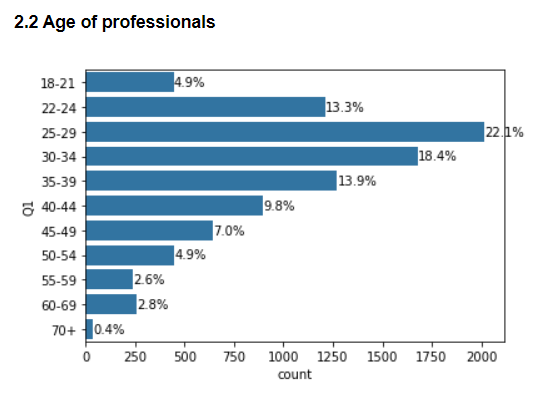 2.2 Age of professionals
18-21 4.9%
22-24 13.3%
25-29 22.1%
30-34 18.4%
35-39 13.9%
Q1
40-44 9.8%
45-49 7.0%
50-54 4.9%
55-59 2.6%
60-69 2.8%
70+ 0.4%
0 250 500 750 1000 1250 1500 1750 2000
count